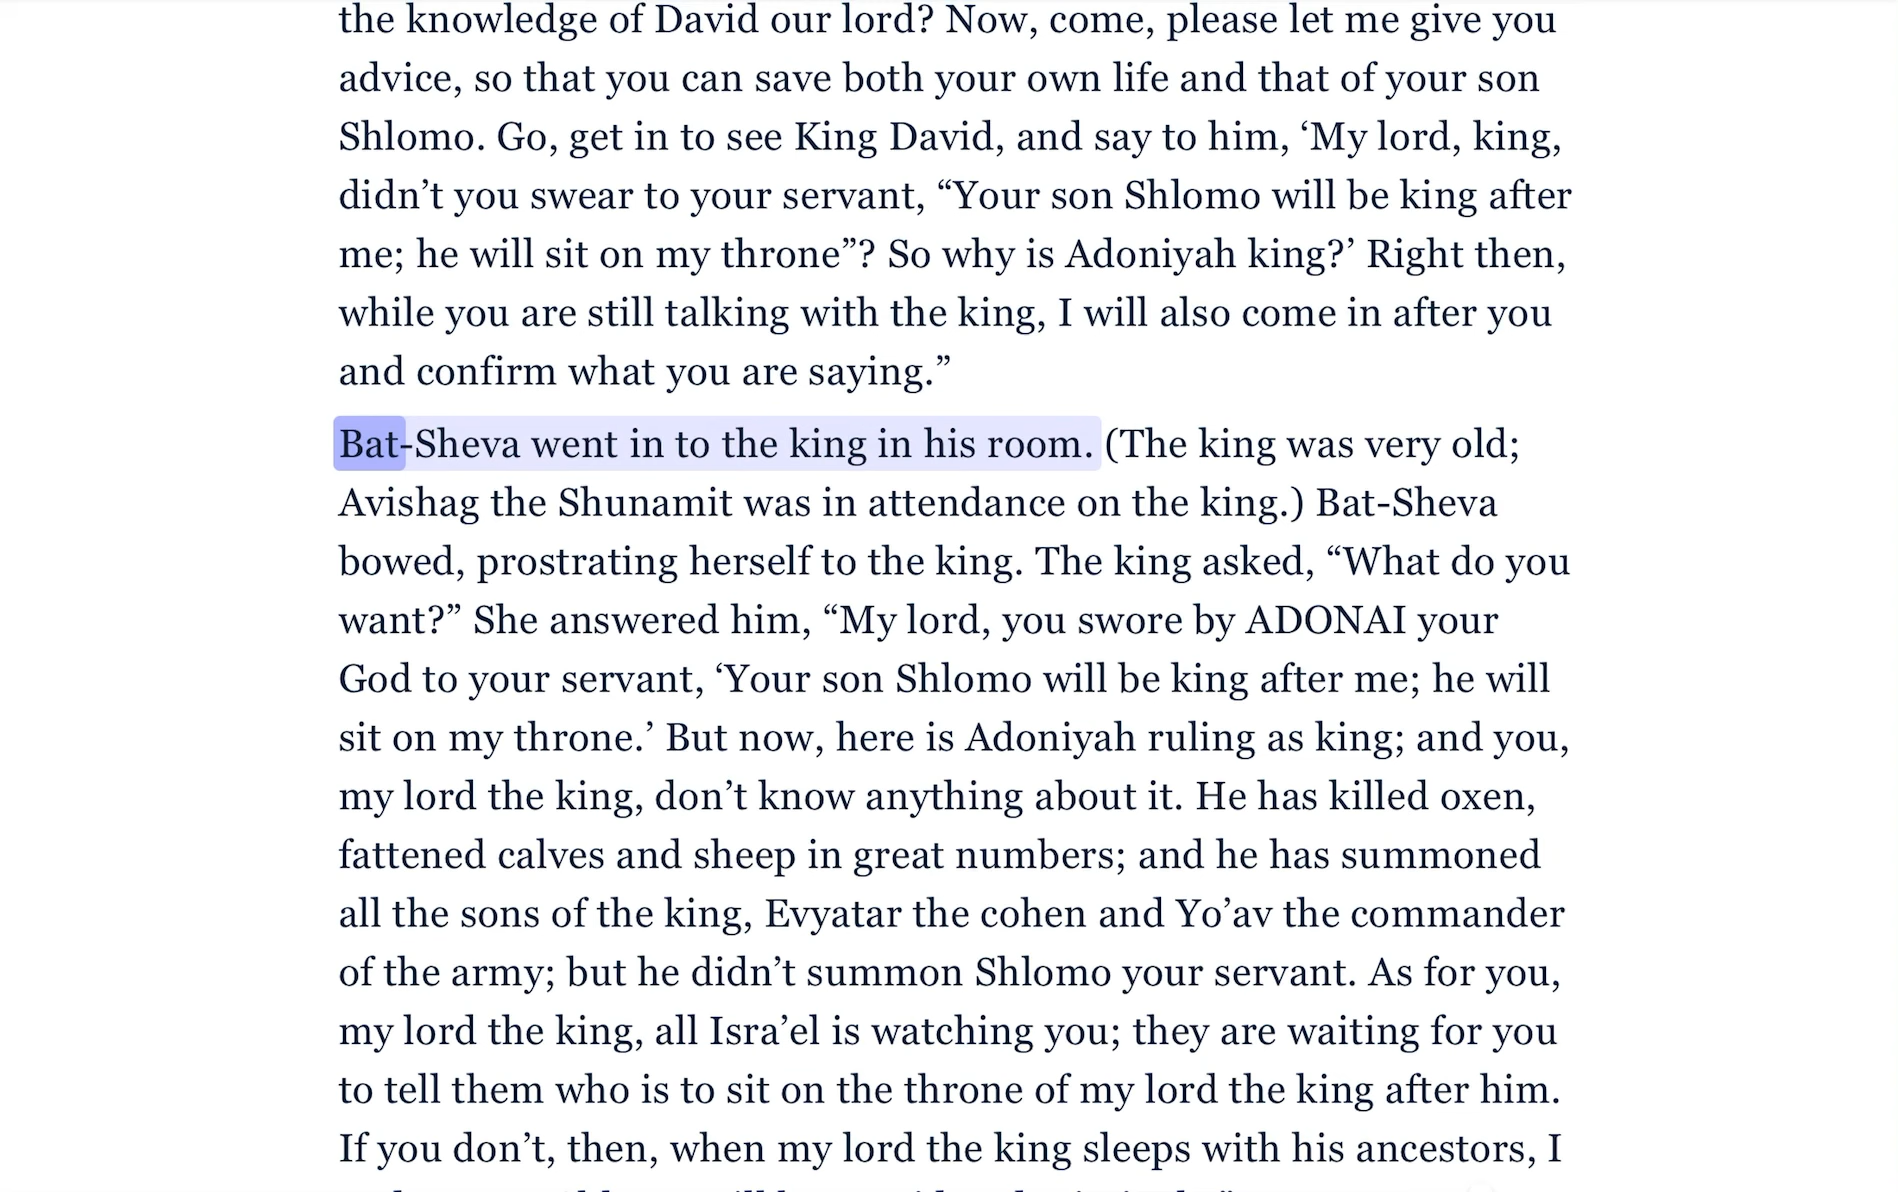 the knowledge of David our lord? Now, come, please let me give you
advice, so that you can save both your own life and that of your son
Shlomo. Go, get in to see King David, and say to him, ‘My lord, king,
didn’t you swear to your servant, “Your son Shlomo will be king after
me; he will sit on my throne”? So why is Adoniyah king?’ Right then,
while you are still talking with the king, I will also come in after you
and confirm what you are saying.”
Bat-Sheva went in to the king in his room. (The king was very old;
Avishag the Shunamit was in attendance on the king.) Bat-Sheva
bowed, prostrating herself to the king. The king asked, “What do you
want?” She answered him, “My lord, you swore by ADONAI your
God to your servant, ‘Your son Shlomo will be king after me; he will
sit on my throne.’ But now, here is Adoniyah ruling as king; and you,
my lord the king, don’t know anything about it. He has killed oxen,
fattened calves and sheep in great numbers; and he has summoned
all the sons of the king, Evyatar the cohen and Yo’av the commander
of the army; but he didn’t summon Shlomo your servant. As for you,
my lord the king, all Isra’el is watching you; they are waiting for you
to tell them who is to sit on the throne of my lord the king after him.
If you don’t, then, when my lord the king sleeps with his ancestors, I